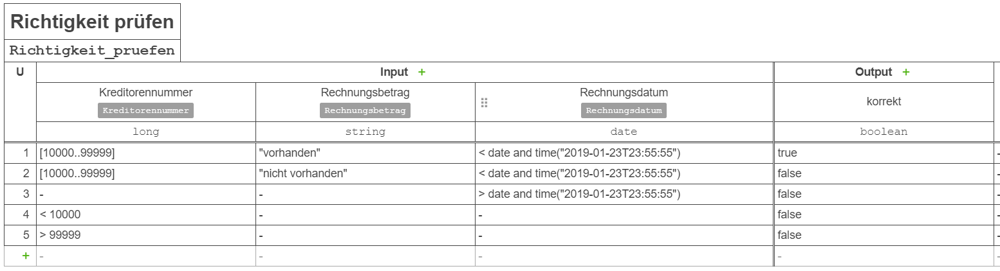 Richtigkeit prüfen
Richtigkeit_pruefen
U Input + Output +
Kreditorennummer Rechnungsbetrag Rechnungsdatum korrekt
Kreditorennummer Rechnungsbetrag Rechnungsdatum
long string date boolean
1 [10000..99999] "vorhanden" < date and time("2019-01-23T23:55:55") true -
2 [10000..99999] "nicht vorhanden" < date and time("2019-01-23T23:55:55") false -
3 - - > date and time("2019-01-23T23:55:55") false -
4 < 10000 - - false -
5 > 99999 - - false -
+ - - - - -